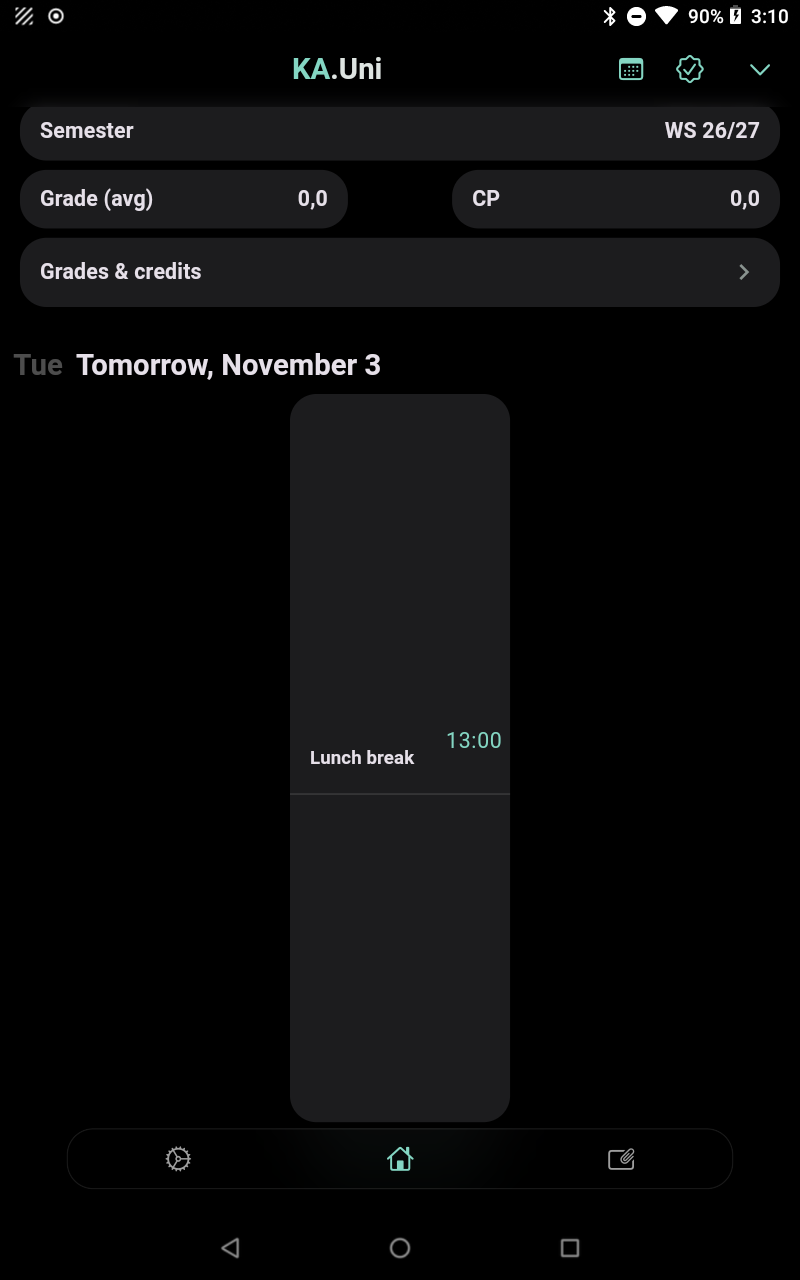 90% 3:10
KA.Uni
Semester WS 26/27
Grade (avg) 0,0 CP 0,0
Grades & credits
Tue Tomorrow, November 3
13:00
Lunch break